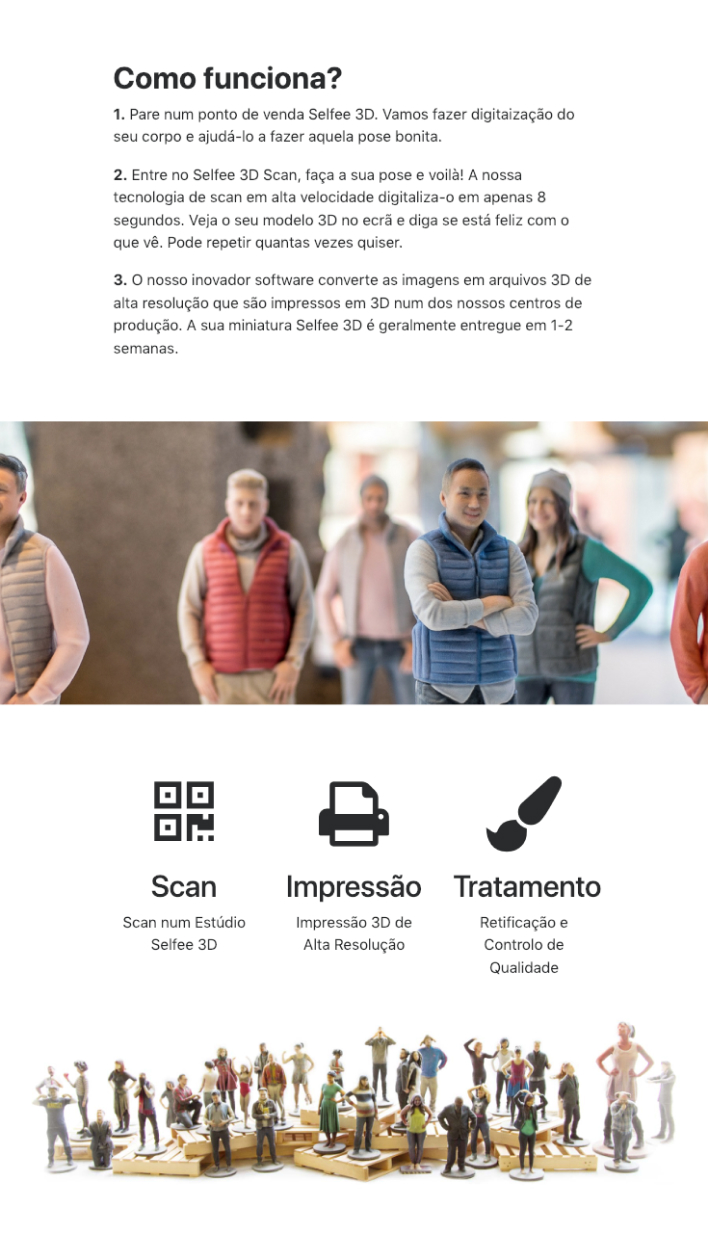 Como funciona?
1. Pare num ponto de venda Selfee 3D. Vamos fazer digitaização do
seu corpo e ajudá-lo a fazer aquela pose bonita.
2. Entre no Selfee 3D Scan, faça a sua pose e voilà! A nossa
tecnologia de scan em alta velocidade digitaliza-o em apenas 8
segundos. Veja o seu modelo 3D no ecrã e diga se está feliz com o
que vê. Pode repetir quantas vezes quiser.
3. O nosso inovador software converte as imagens em arquivos 3D de
alta resolução que são impressos em 3D num dos nossos centros de
produção. A sua miniatura Selfee 3D é geralmente entregue em 1-2
semanas.
Scan
Scan num Estúdio
Selfee 3D
Impressão
Impressão 3D de
Alta Resolução
Tratamento
Retificação e
Controlo de
Qualidade